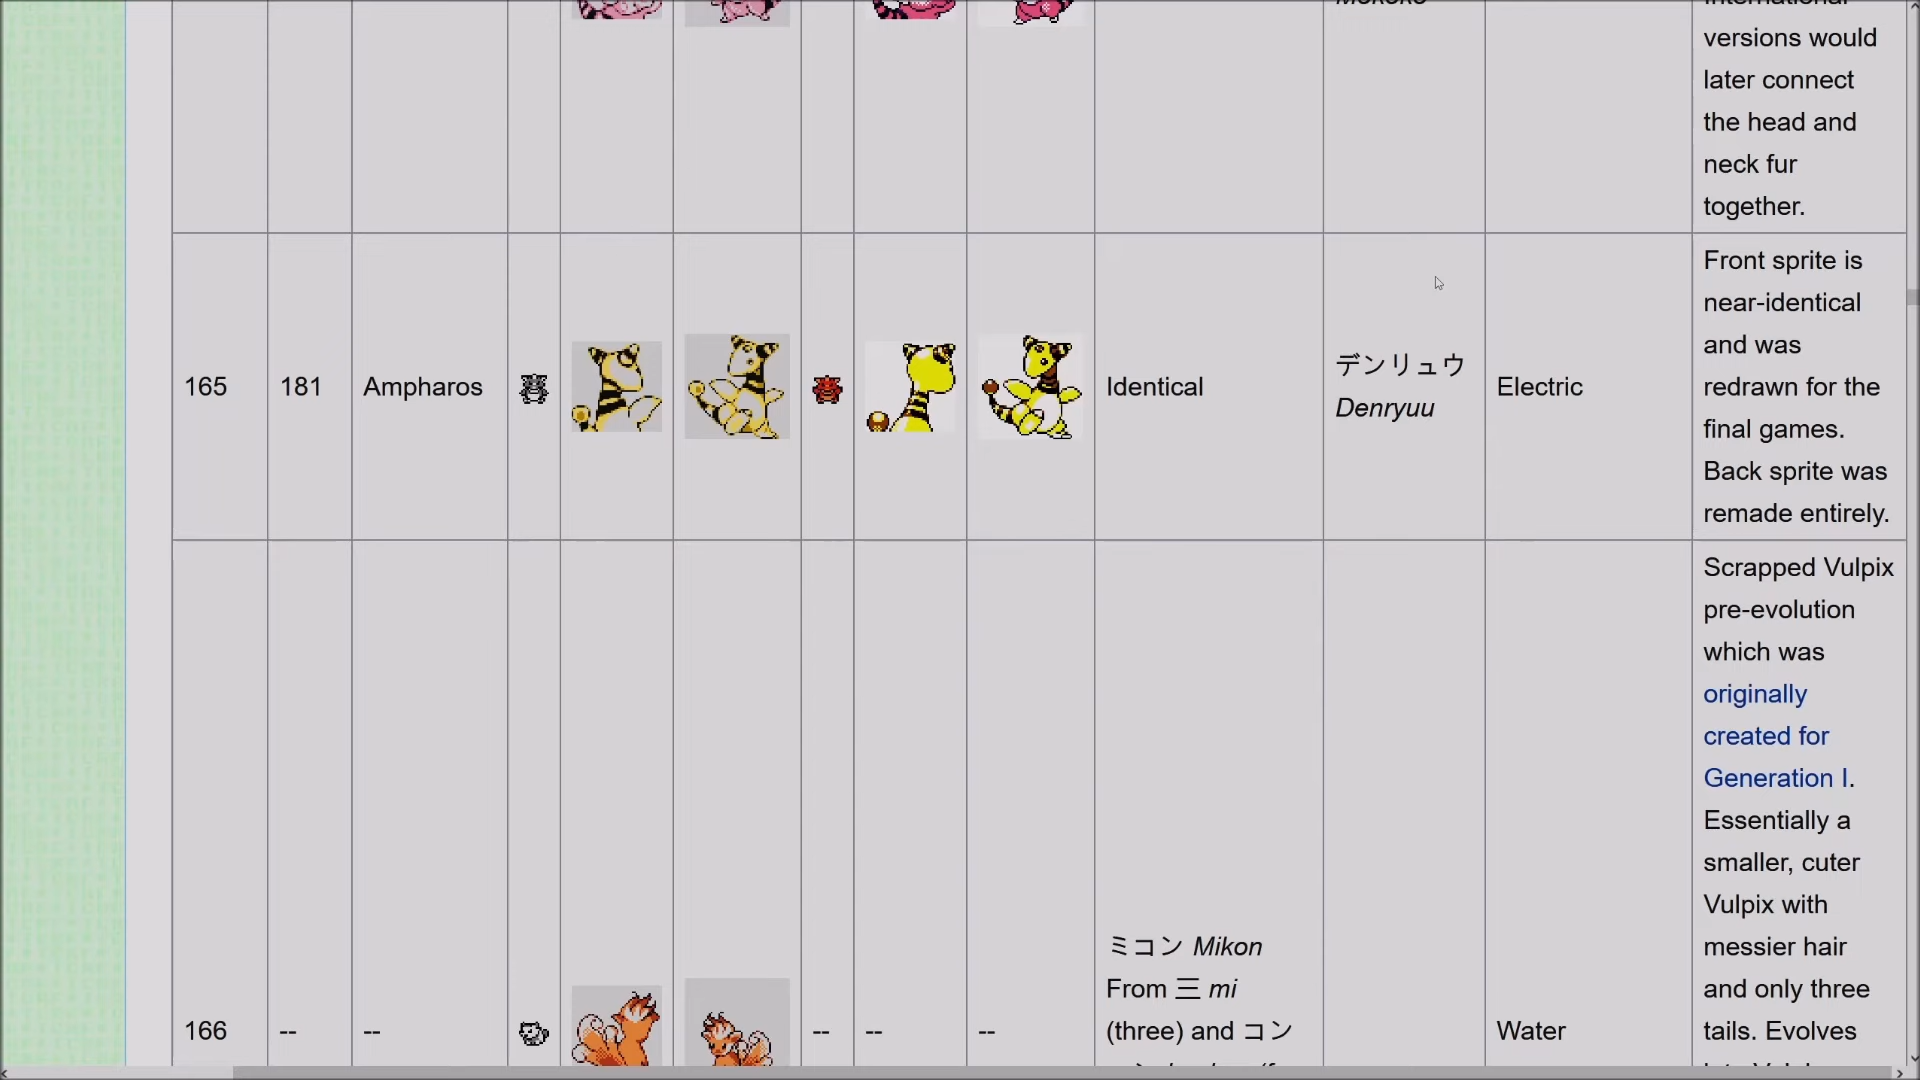 International
versions would
later connect
the head and
neck fur
together.
165
181
Ampharos
Identical
デンリュウ
Denryuu
Electric
Front sprite is
near-identical
and was
redrawn for the
final games.
Back sprite was
remade entirely.
166
--
--
--
--
--
ミコン Mikon
From 三 mi
(three) and コン
Water
Scrapped Vulpix
pre-evolution
which was
originally
created for
Generation I.
Essentially a
smaller, cuter
Vulpix with
messier hair
and only three
tails. Evolves